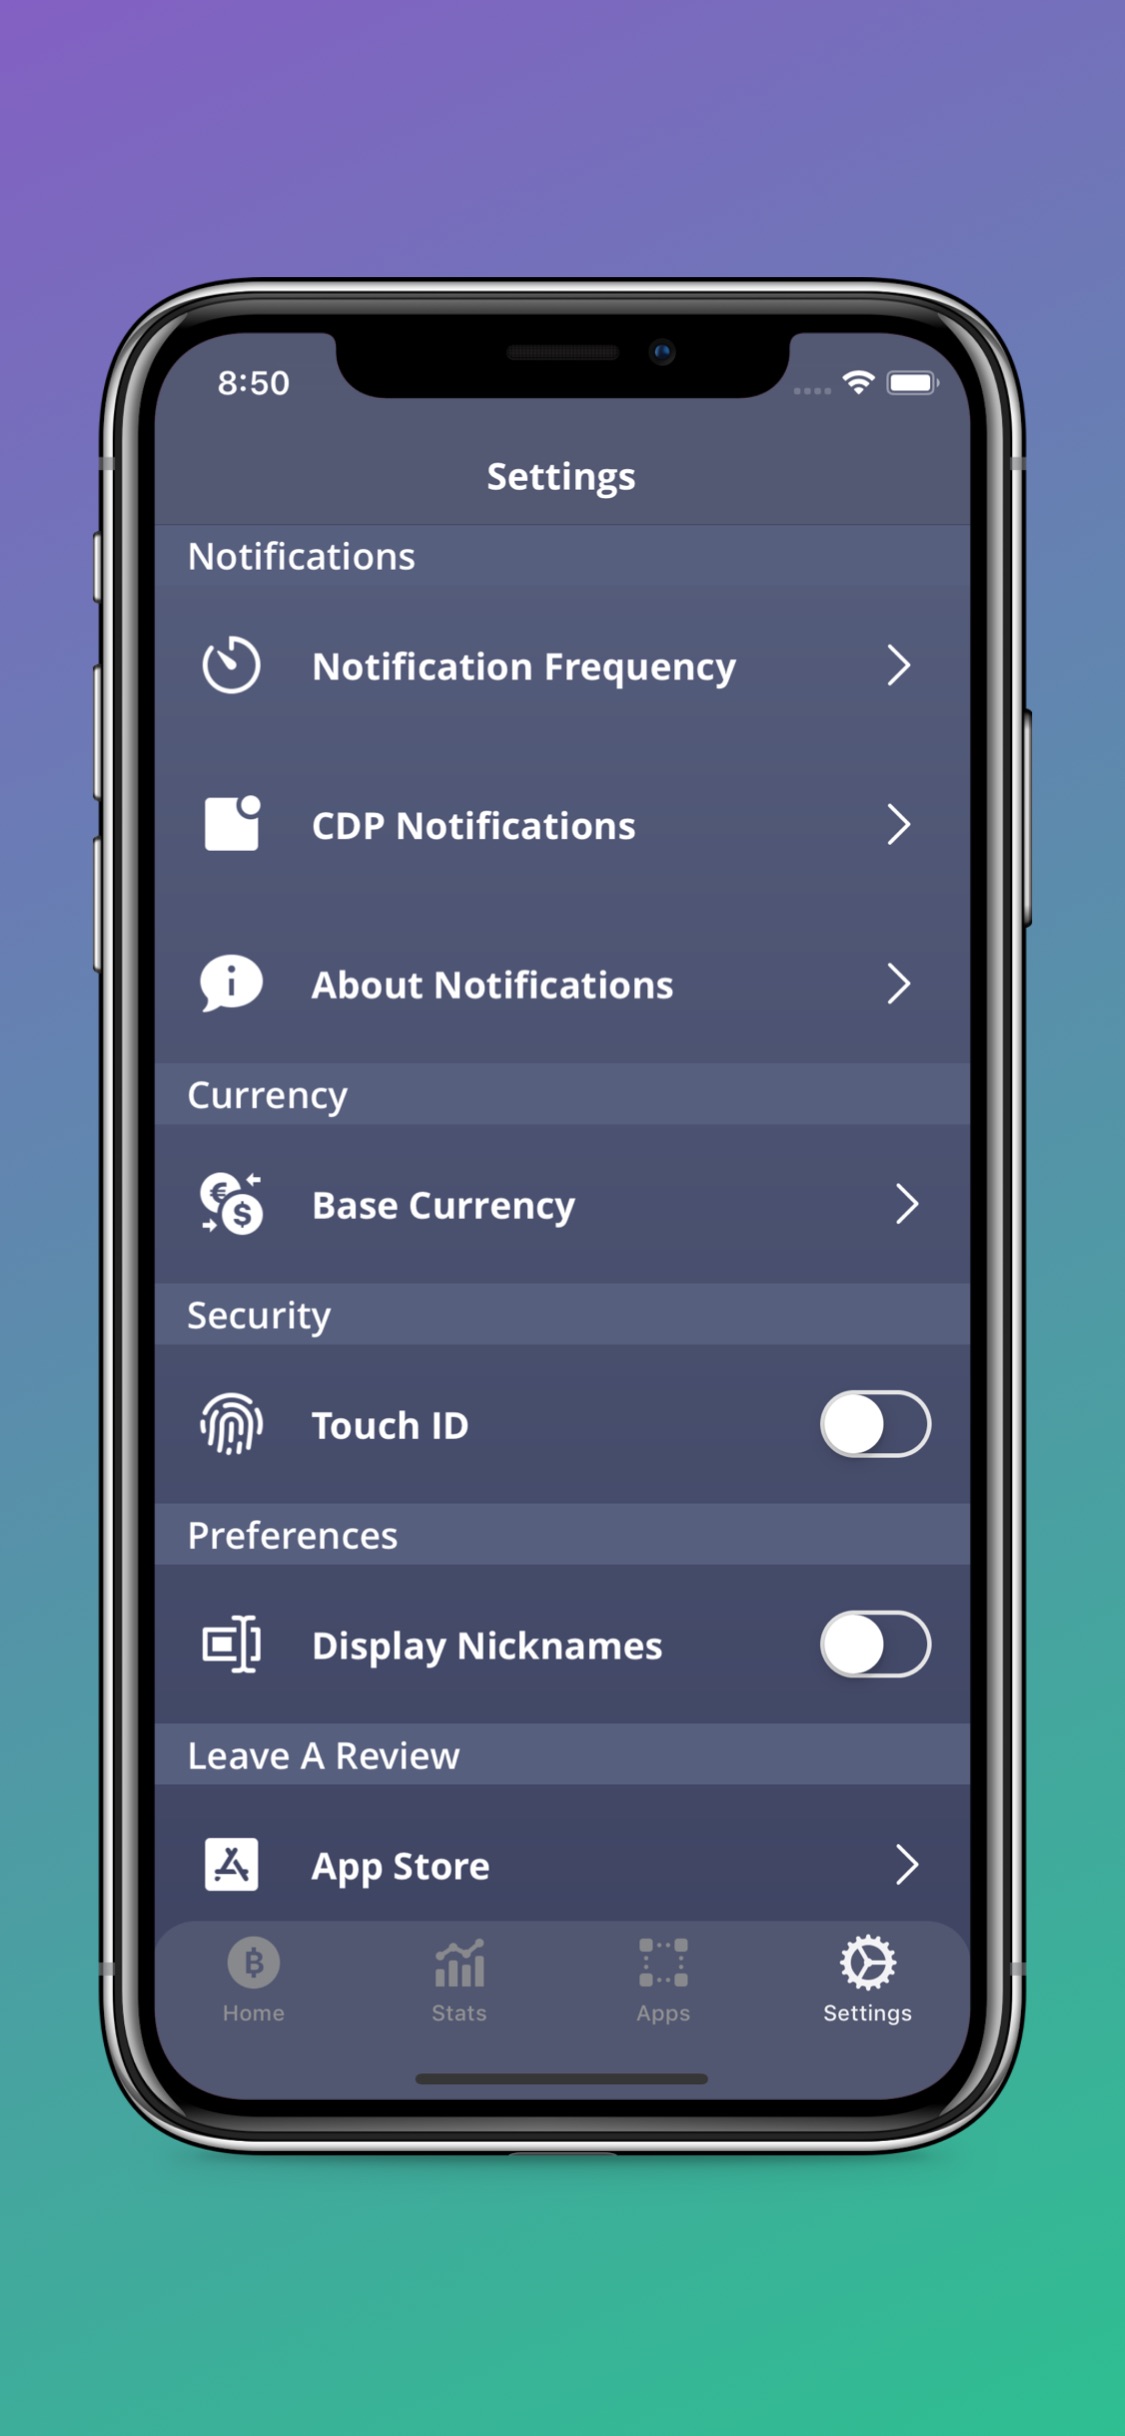 8:50
Settings
Notifications
Notification Frequency
CDP Notifications
About Notifications
Currency
Base Currency
Security
Touch ID
Preferences
Display Nicknames
Leave A Review
App Store
Home Stats Apps Settings